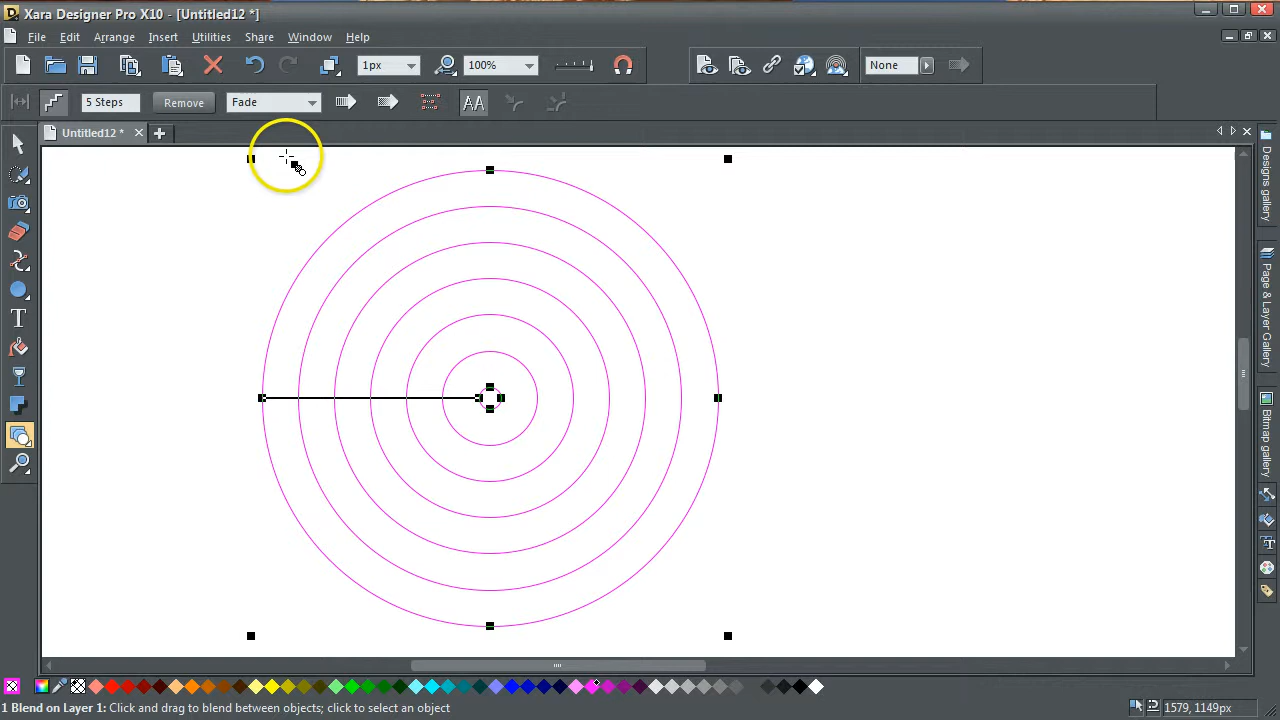 Xara Designer Pro X10 - [Untitled12 *]
File Edit Arrange Insert Utilities Share Window Help
1px 100% None
5 Steps Remove Fade AA
Untitled12 *
Designs gallery
Page & Layer Gallery
Bitmap gallery
1 Blend on Layer 1: Click and drag to blend between objects; click to select an object
1579, 1149px